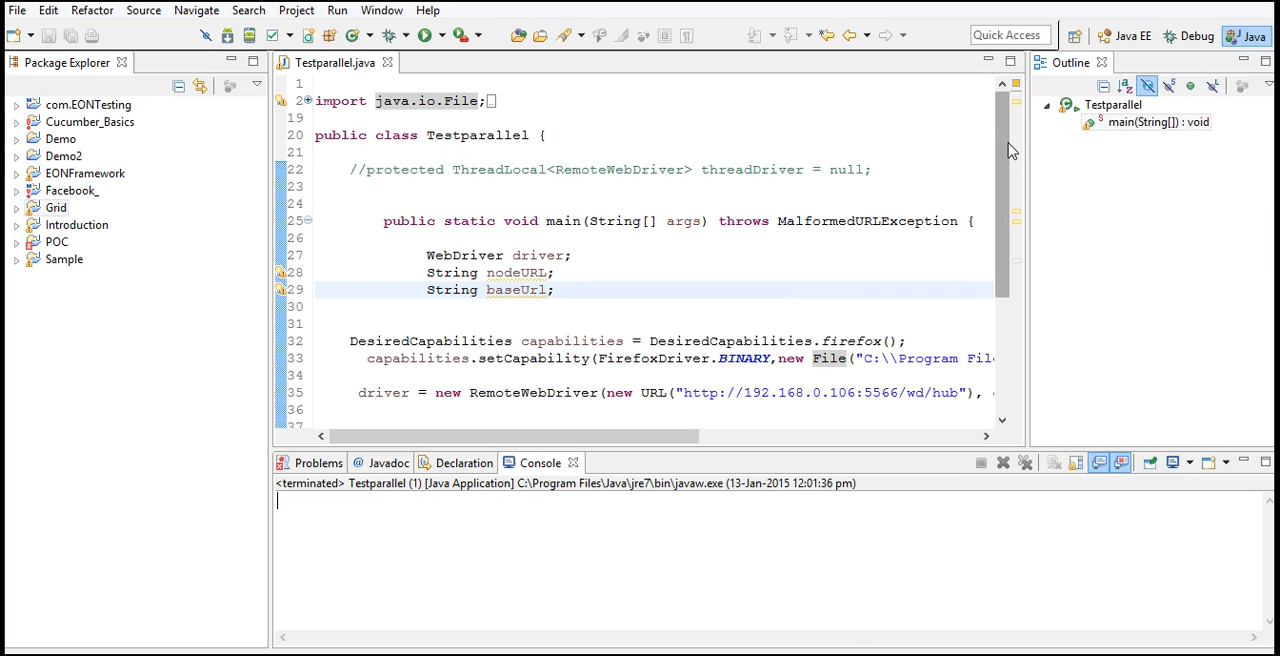 File Edit Refactor Source Navigate Search Project Run Window Help
Quick Access Java EE Debug Java
Package Explorer
com.EONTesting
Cucumber_Basics
Demo
Demo2
EONFramework
Facebook_
Grid
Introduction
POC
Sample
Testparallel.java
1
2 import java.io.File;
19
20 public class Testparallel {
21
22 //protected ThreadLocal<RemoteWebDriver> threadDriver = null;
23
24
25 public static void main(String[] args) throws MalformedURLException {
26
27 WebDriver driver;
28 String nodeURL;
29 String baseUrl;
30
31
32 DesiredCapabilities capabilities = DesiredCapabilities.firefox();
33 capabilities.setCapability(FirefoxDriver.BINARY,new File("C:\\Program File
34
35 driver = new RemoteWebDriver(new URL("http://192.168.0.106:5566/wd/hub"),
36
37
Outline
Testparallel
main(String[]) : void
Problems @ Javadoc Declaration Console
<terminated> Testparallel (1) [Java Application] C:\Program Files\Java\jre7\bin\javaw.exe (13-Jan-2015 12:01:36 pm)